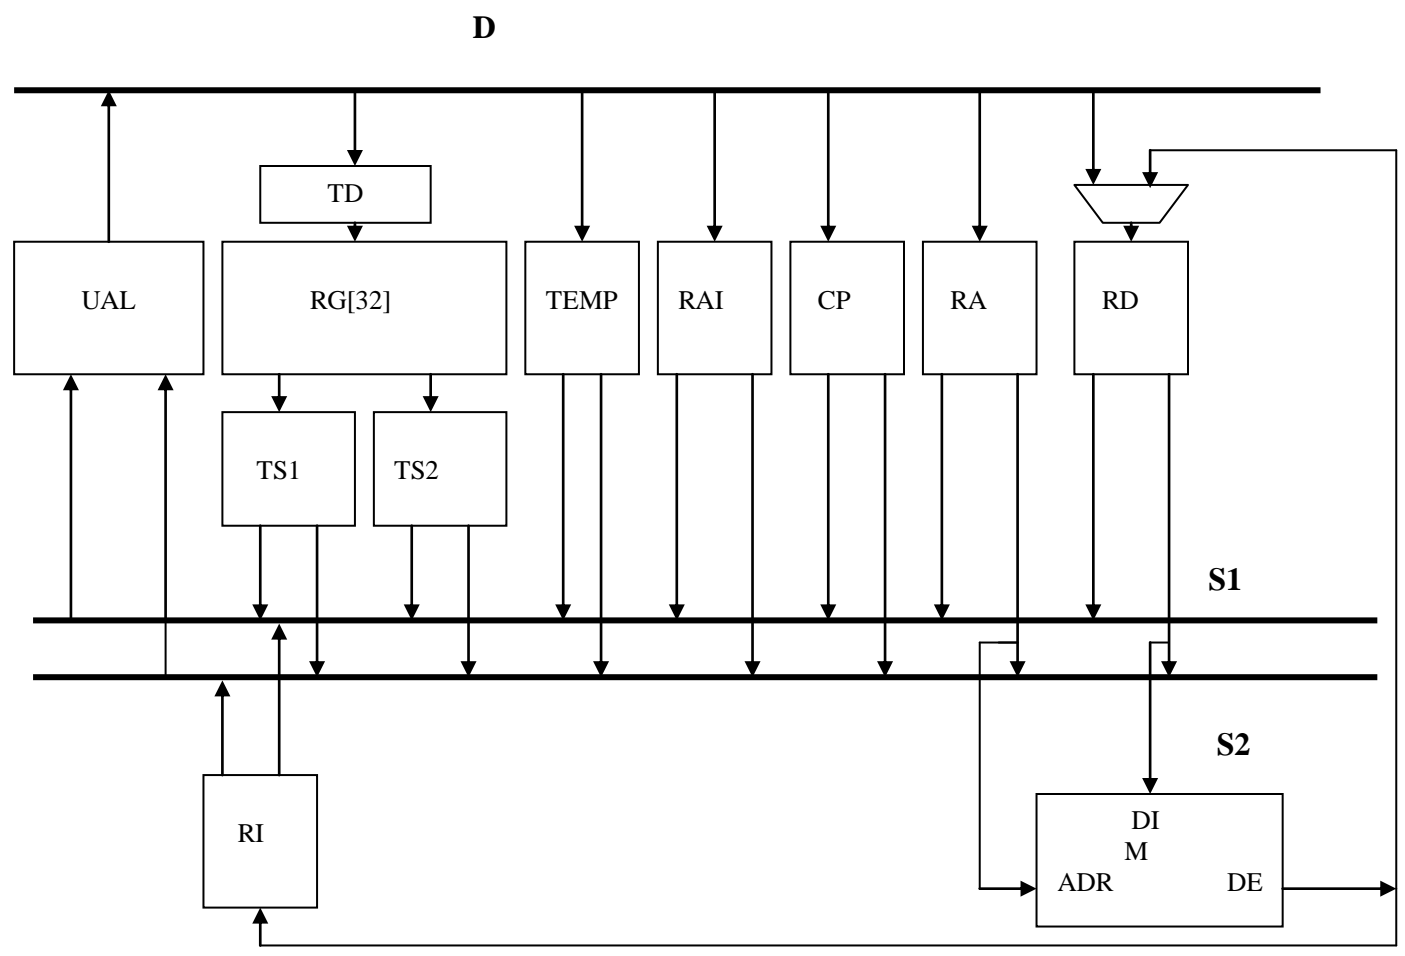 D
TD
UAL
RG[32]
TEMP
RAI
CP
RA
RD
TS1
TS2
S1
S2
RI
DI
M
ADR
DE